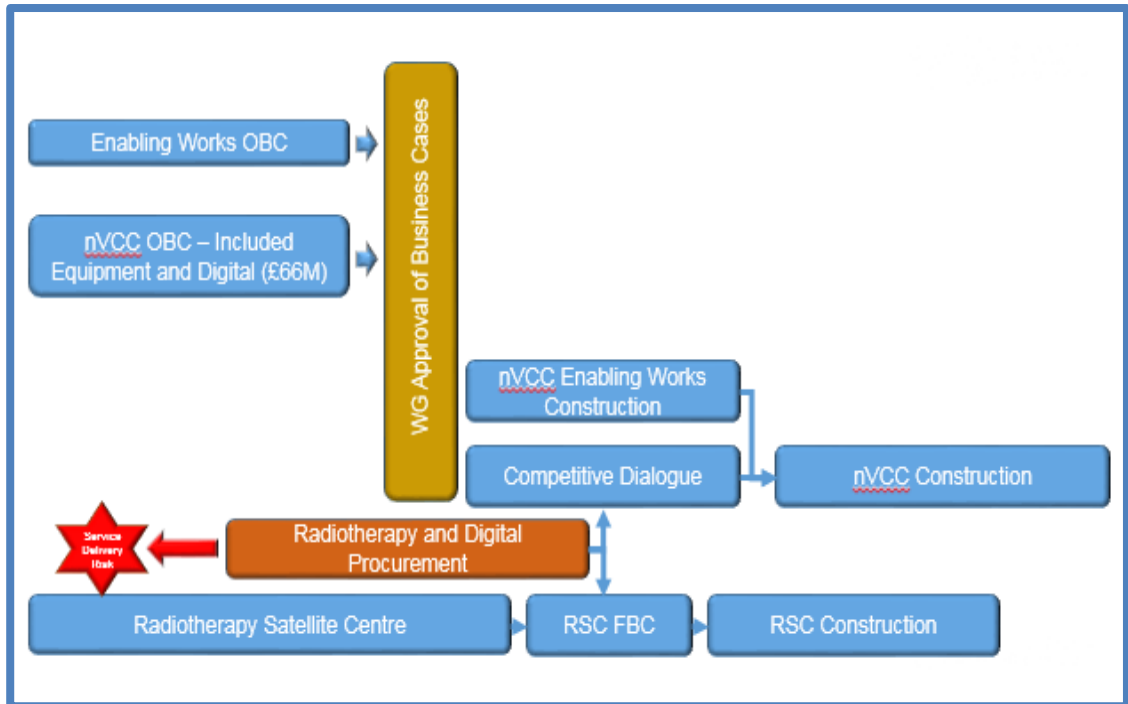 Enabling Works OBC
nVCC OBC – Included
Equipment and Digital (£66M)
WG Approval of Business Cases
nVCC Enabling Works
Construction
Competitive Dialogue
nVCC Construction
Service
Delivery
Radiotherapy and Digital
Procurement
Radiotherapy Satellite Centre
RSC FBC
RSC Construction